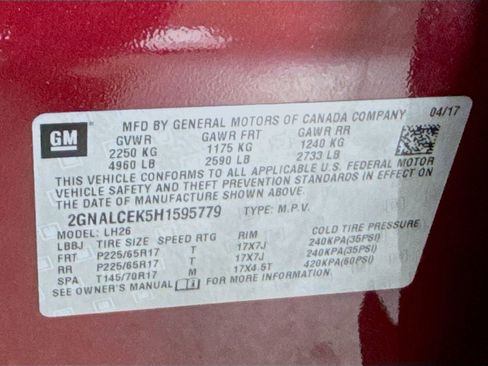 GM
MFD BY GENERAL MOTORS OF CANADA COMPANY 04/17
GVWR GAWR FRT GAWR RR
2250 KG 1175 KG 1240 KG
4960 LB 2590 LB 2733 LB
THIS VEHICLE CONFORMS TO ALL APPLICABLE U.S. FEDERAL MOTOR
VEHICLE SAFETY AND THEFT PREVENTION STANDARDS IN EFFECT ON
THE DATE OF MANUFACTURE SHOWN ABOVE.
2GNALCEK5H1595779 TYPE: M.P.V.
MODEL: LH26
LBBJ TIRE SIZE SPEED RTG RIM COLD TIRE PRESSURE
FRT P225/65R17 T 17X7J 240KPA(35PSI)
RR P225/65R17 T 17X7J 240KPA(35PSI)
SPA T145/70R17 M 17X4.5T 420KPA(60PSI)
SEE OWNER'S MANUAL FOR MORE INFORMATION.